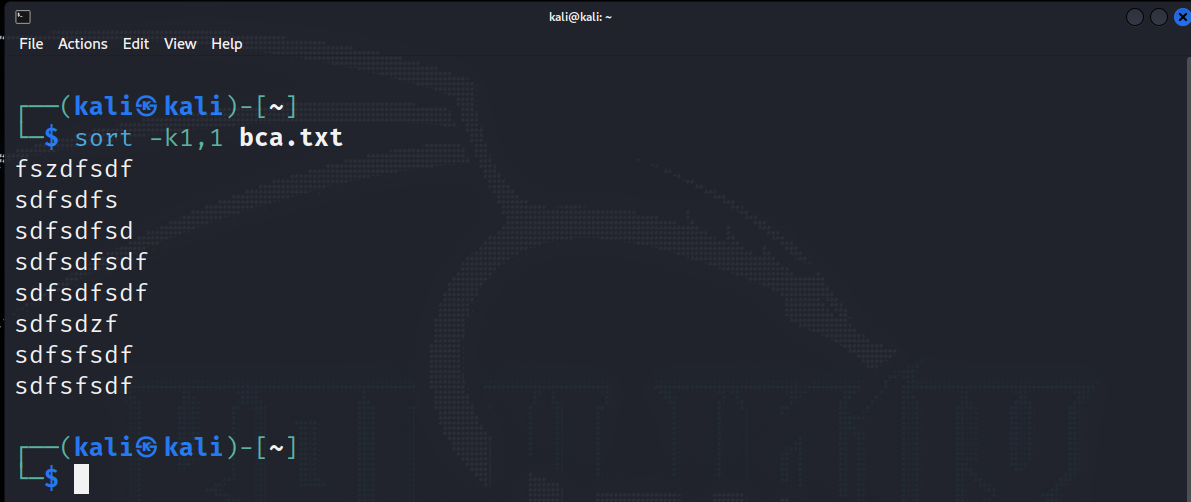 kali@kali: ~
File Actions Edit View Help
┌──(kali㉿kali)-[~]
└─$ sort -k1,1 bca.txt
fszdfsdf
sdfsdfs
sdfsdfsd
sdfsdfsdf
sdfsdfsdf
sdfsdzf
sdfsfsdf
sdfsfsdf
┌──(kali㉿kali)-[~]
└─$